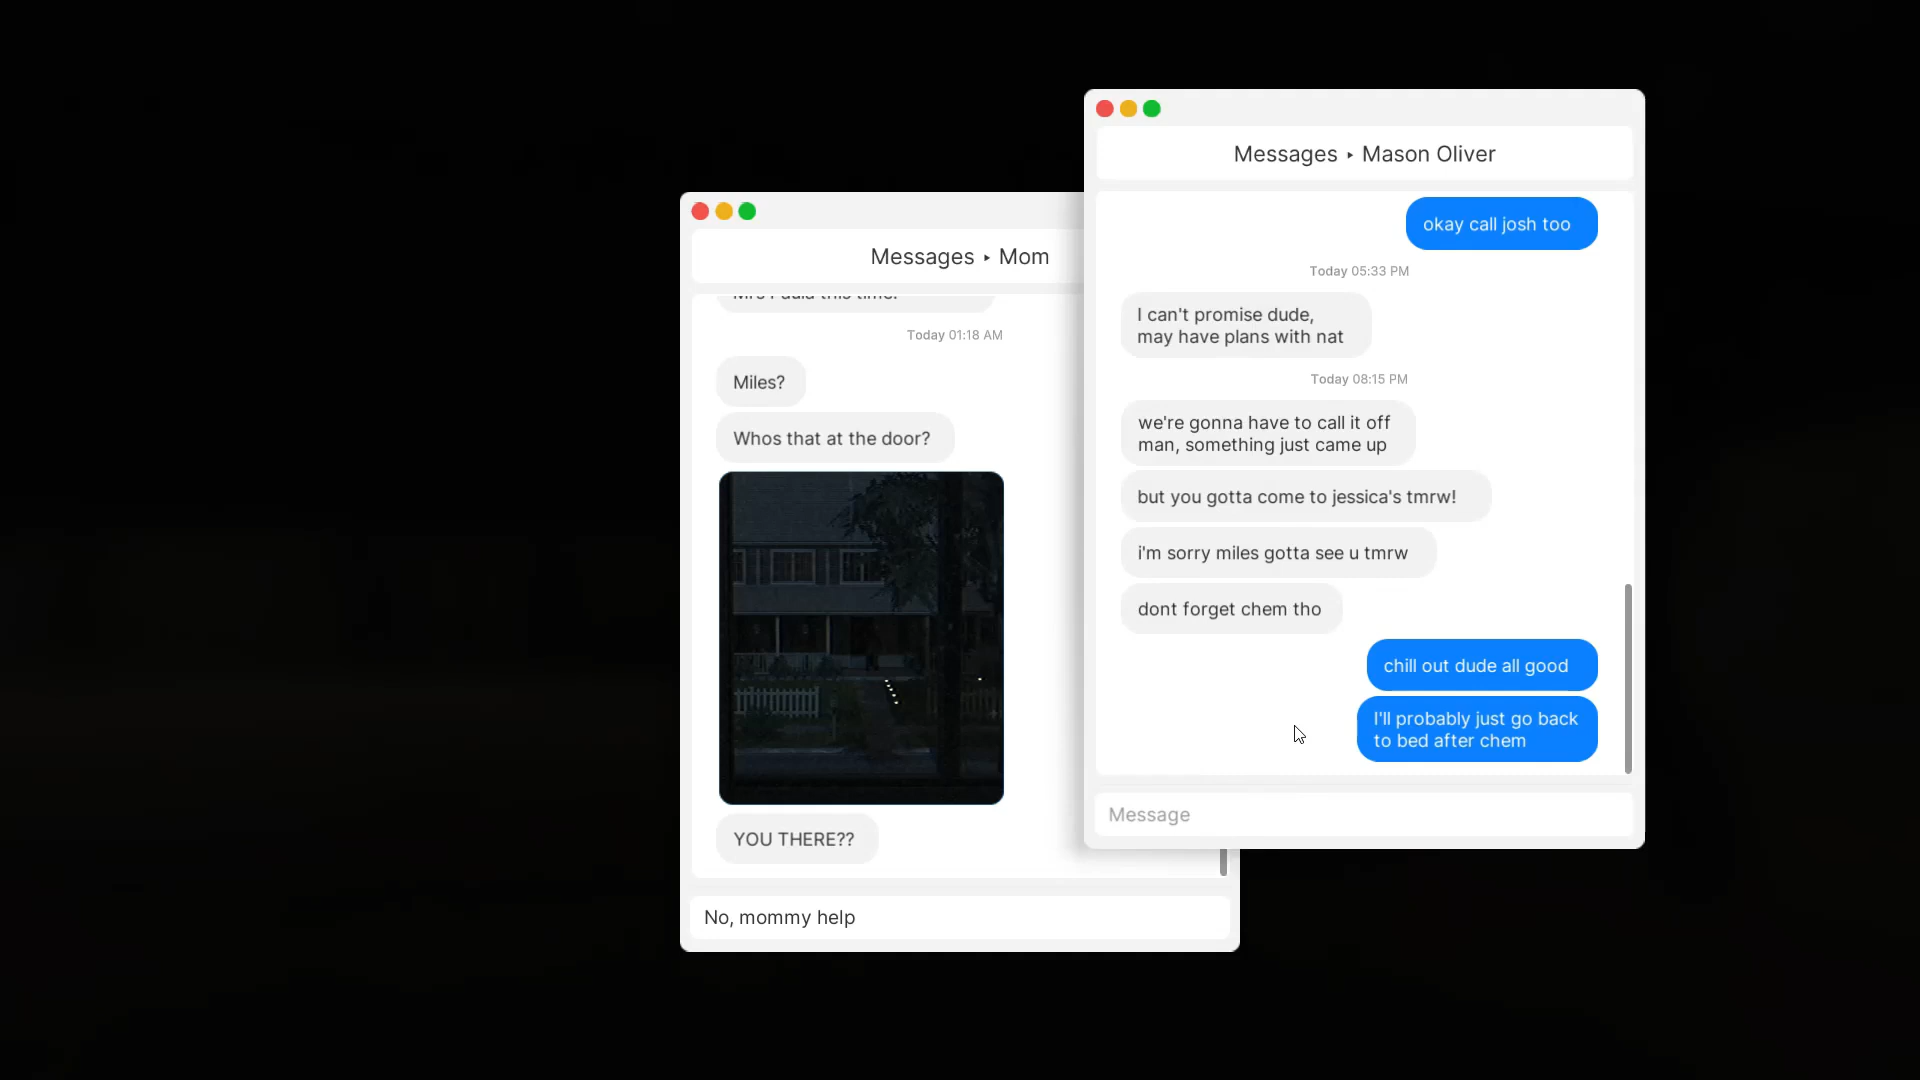 Messages ▸ Mom
Mrs Paula this time.
Today 01:18 AM
Miles?
Whos that at the door?
YOU THERE??
No, mommy help
Messages ▸ Mason Oliver
okay call josh too
Today 05:33 PM
I can't promise dude,
may have plans with nat
Today 08:15 PM
we're gonna have to call it off
man, something just came up
but you gotta come to jessica's tmrw!
i'm sorry miles gotta see u tmrw
dont forget chem tho
chill out dude all good
I'll probably just go back
to bed after chem
Message